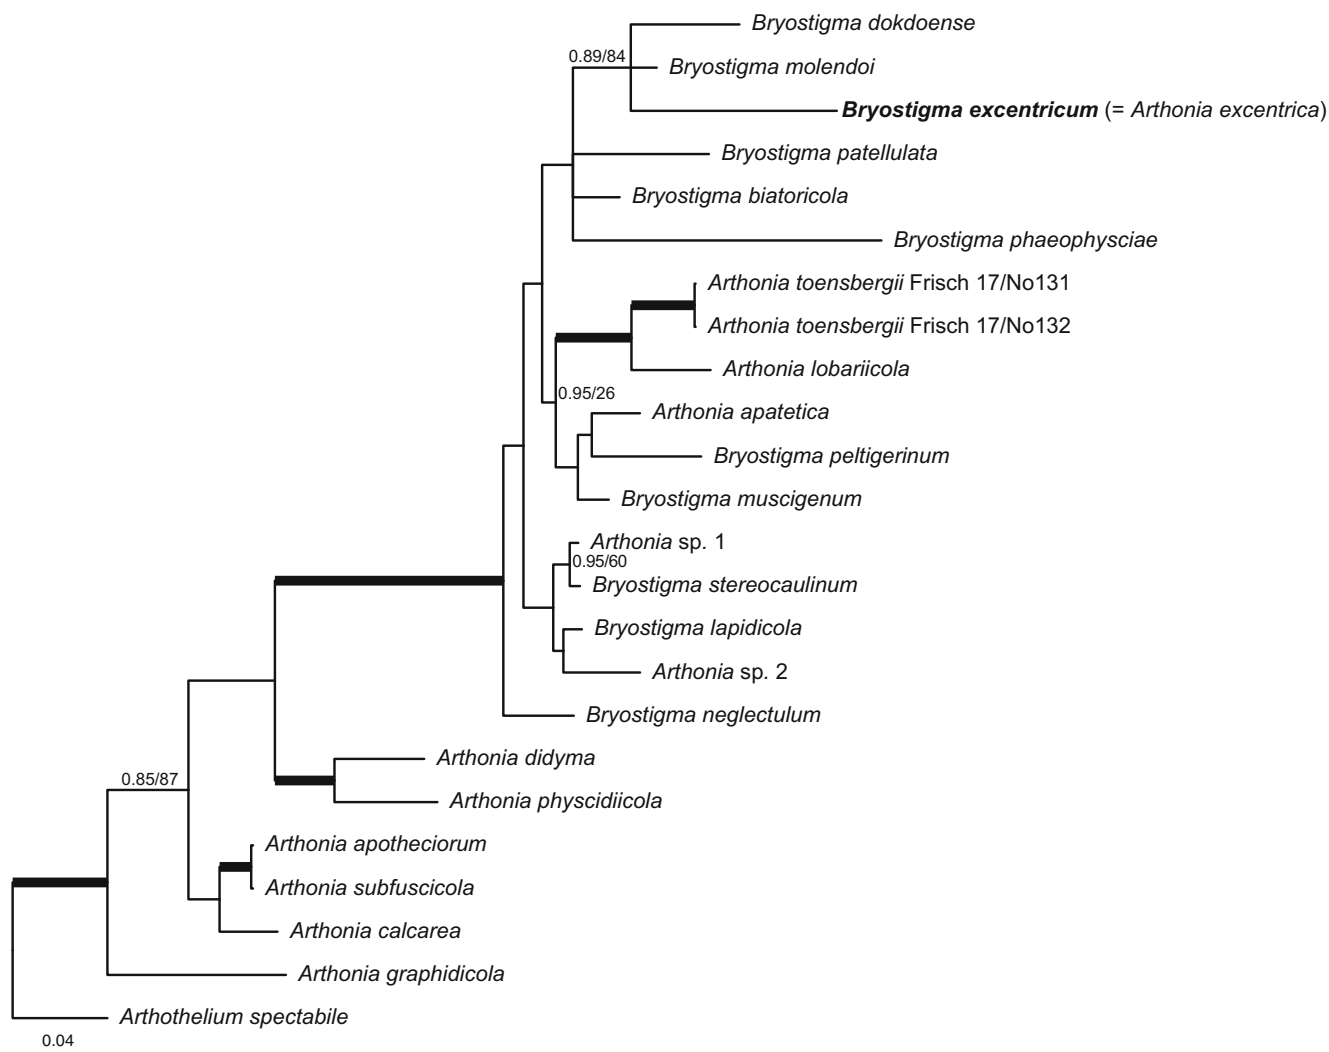 Bryostigma dokdoense
0.89/84
Bryostigma molendoi
Bryostigma excentricum (= Arthonia excentrica)
Bryostigma patellulata
Bryostigma biatoricola
Bryostigma phaeophysciae
Arthonia toensbergii Frisch 17/No131
Arthonia toensbergii Frisch 17/No132
Arthonia lobariicola
0.95/26
Arthonia apatetica
Bryostigma peltigerinum
Bryostigma muscigenum
Arthonia sp. 1
0.95/60
Bryostigma stereocaulinum
Bryostigma lapidicola
Arthonia sp. 2
Bryostigma neglectulum
Arthonia didyma
0.85/87
Arthonia physcidiicola
Arthonia apotheciorum
Arthonia subfuscicola
Arthonia calcarea
Arthonia graphidicola
Arthothelium spectabile
0.04